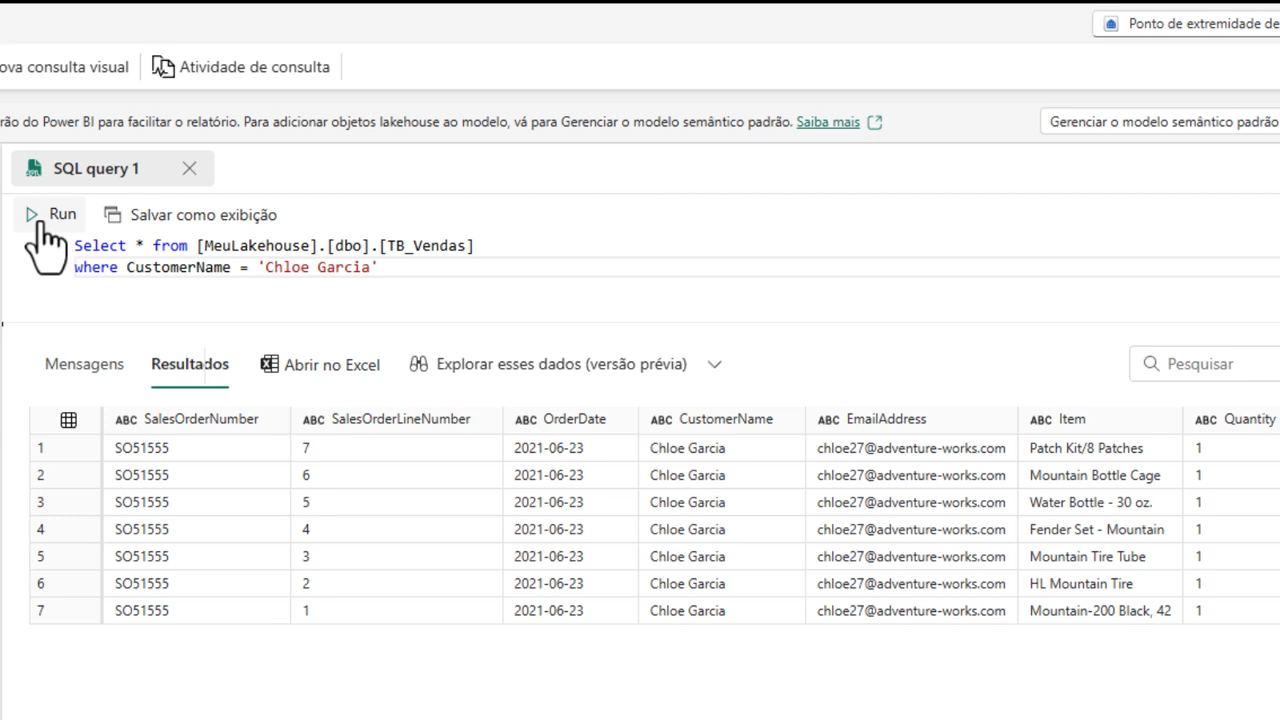 Ponto de extremidade de
ova consulta visual Atividade de consulta
rão do Power BI para facilitar o relatório. Para adicionar objetos lakehouse ao modelo, vá para Gerenciar o modelo semântico padrão. Saiba mais Gerenciar o modelo semântico padrão
SQL query 1
Run Salvar como exibição
Select * from [MeuLakehouse].[dbo].[TB_Vendas]
where CustomerName = 'Chloe Garcia'
Mensagens Resultados Abrir no Excel Explorar esses dados (versão prévia) Pesquisar
ABC SalesOrderNumber ABC SalesOrderLineNumber ABC OrderDate ABC CustomerName ABC EmailAddress ABC Item ABC Quantity
1 SO51555 7 2021-06-23 Chloe Garcia chloe27@adventure-works.com Patch Kit/8 Patches 1
2 SO51555 6 2021-06-23 Chloe Garcia chloe27@adventure-works.com Mountain Bottle Cage 1
3 SO51555 5 2021-06-23 Chloe Garcia chloe27@adventure-works.com Water Bottle - 30 oz. 1
4 SO51555 4 2021-06-23 Chloe Garcia chloe27@adventure-works.com Fender Set - Mountain 1
5 SO51555 3 2021-06-23 Chloe Garcia chloe27@adventure-works.com Mountain Tire Tube 1
6 SO51555 2 2021-06-23 Chloe Garcia chloe27@adventure-works.com HL Mountain Tire 1
7 SO51555 1 2021-06-23 Chloe Garcia chloe27@adventure-works.com Mountain-200 Black, 42 1